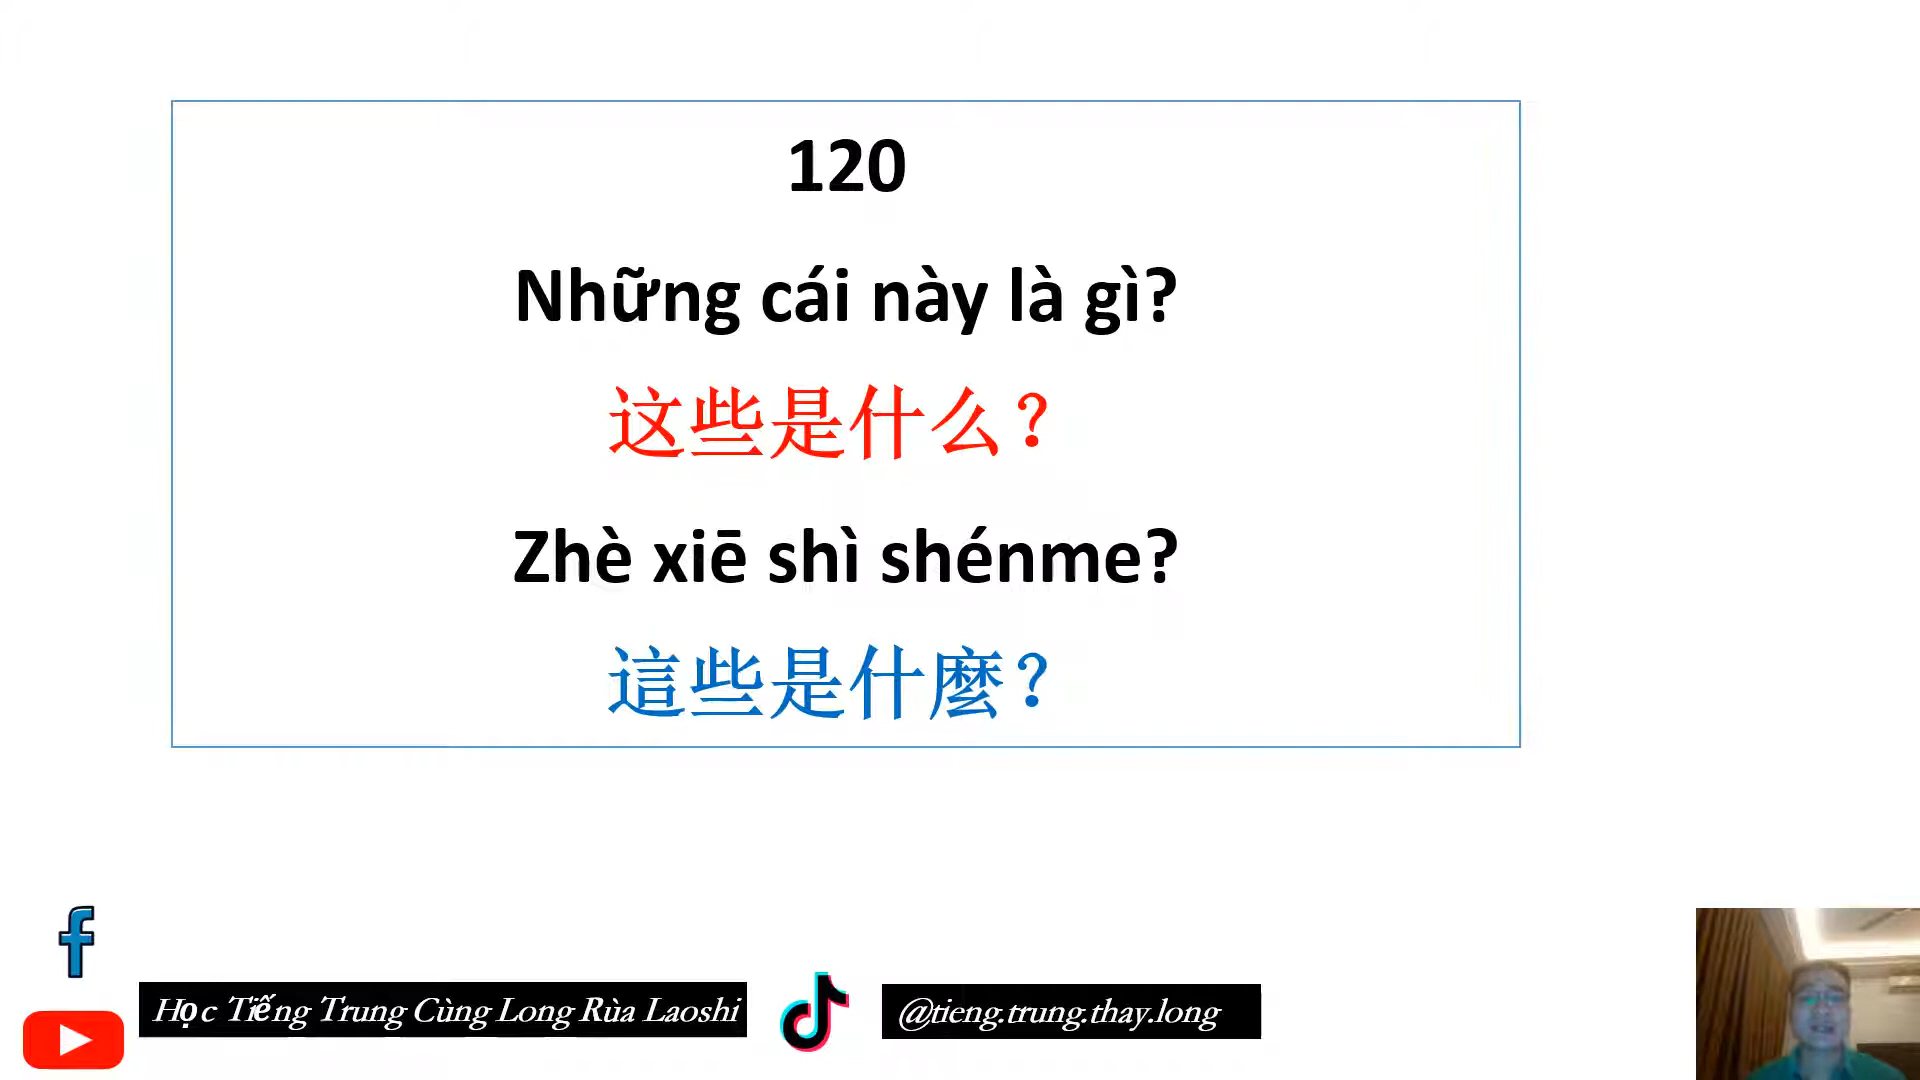 120
Những cái này là gì?
这些是什么？
Zhè xiē shì shénme?
這些是什麼？
Học Tiếng Trung Cùng Long Rùa Laoshi
@tieng.trung.thay.long